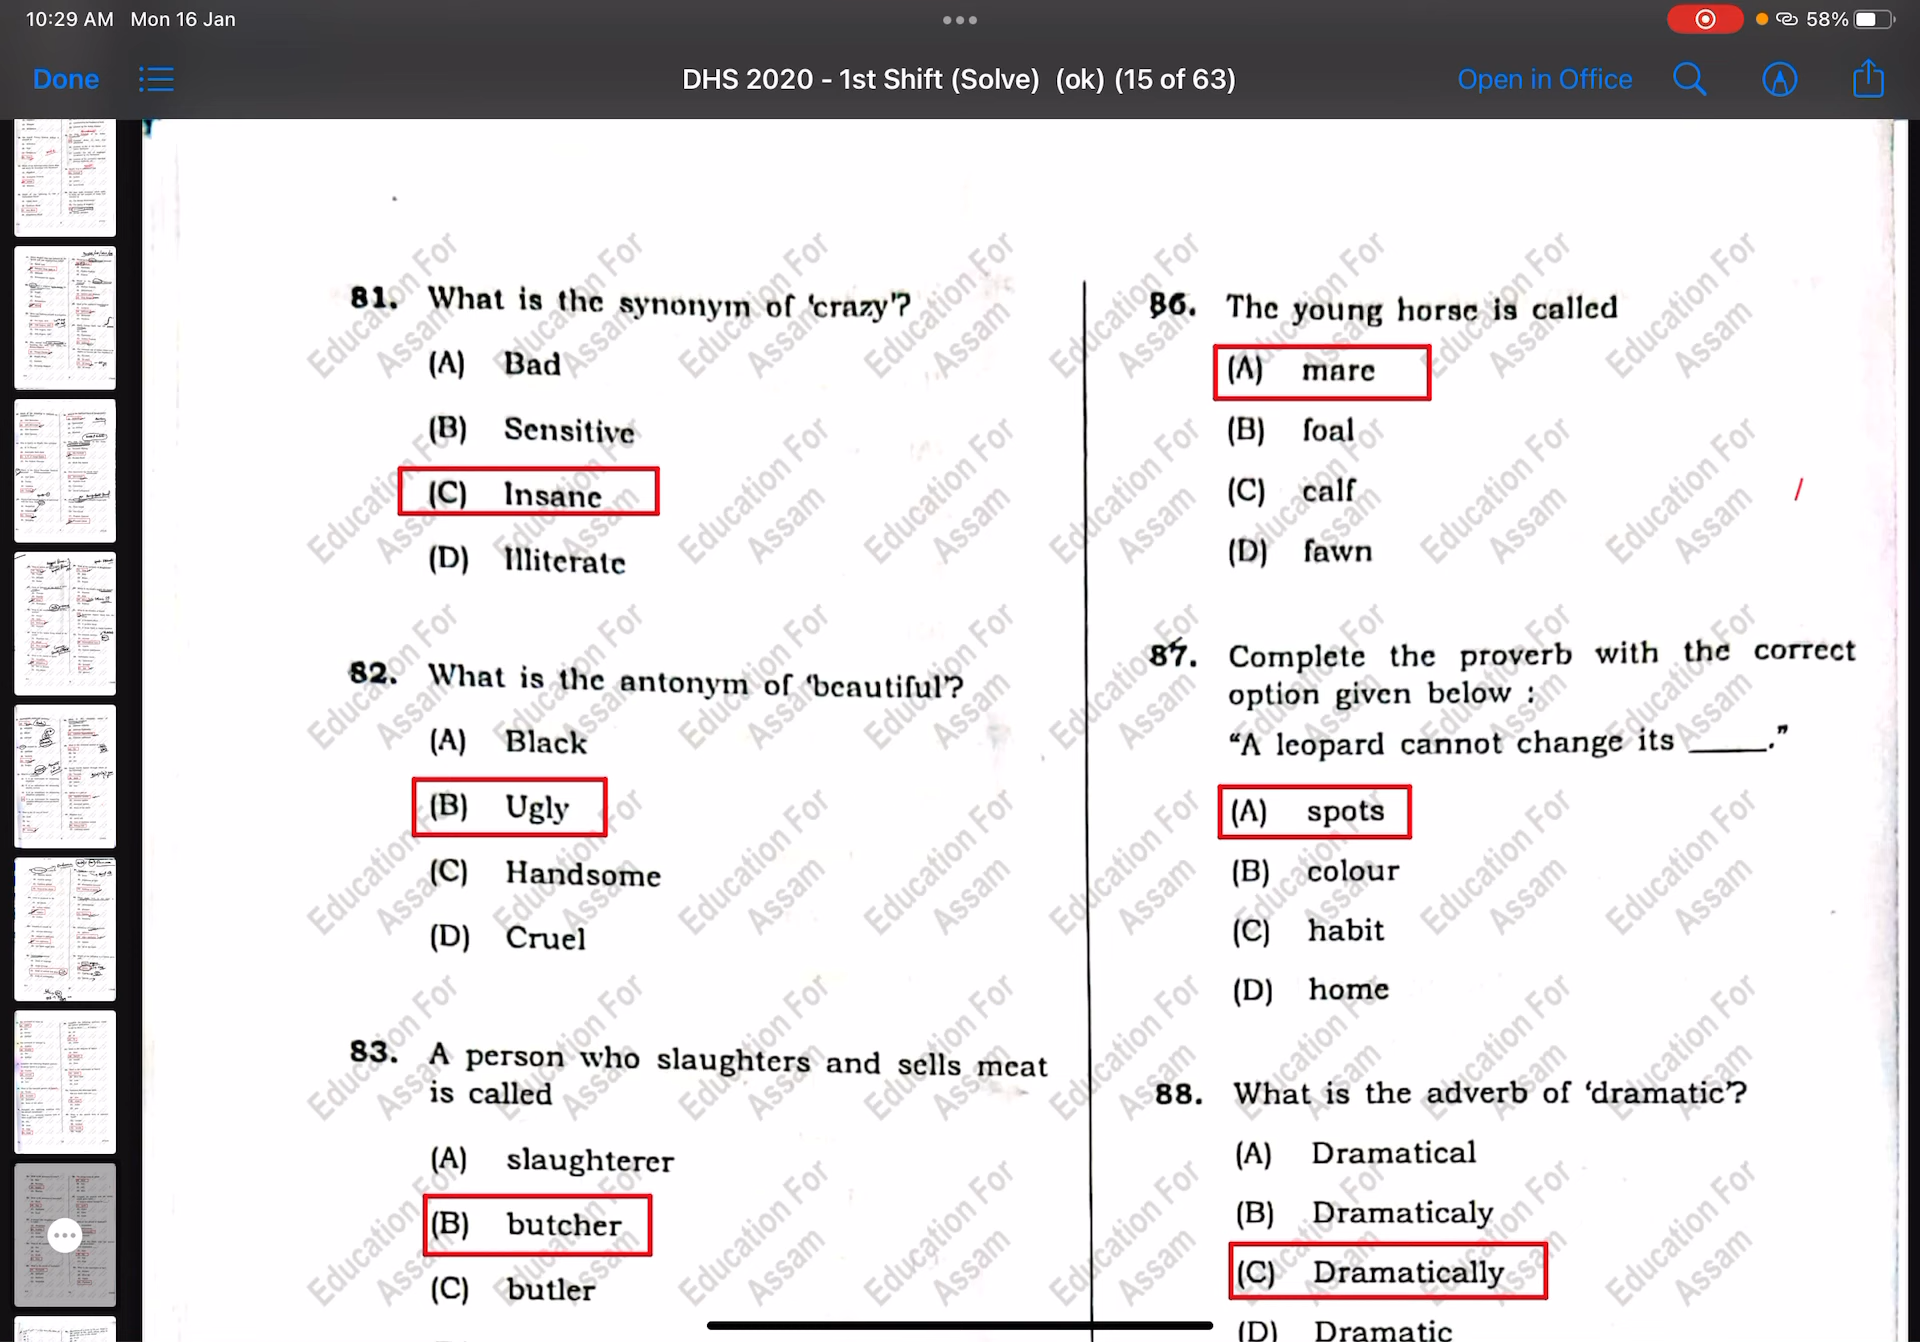 10:29 AM Mon 16 Jan
58%
Done
DHS 2020 - 1st Shift (Solve) (ok) (15 of 63)
Open in Office
81. What is the synonym of 'crazy'?
(A) Bad
(B) Sensitive
(C) Insane
(D) Illiterate
82. What is the antonym of 'beautiful'?
(A) Black
(B) Ugly
(C) Handsome
(D) Cruel
83. A person who slaughters and sells meat
is called
(A) slaughterer
(B) butcher
(C) butler
86. The young horse is called
(A) mare
(B) foal
(C) calf
(D) fawn
87. Complete the proverb with the correct
option given below :
"A leopard cannot change its _____."
(A) spots
(B) colour
(C) habit
(D) home
88. What is the adverb of 'dramatic'?
(A) Dramatical
(B) Dramaticaly
(C) Dramatically
(D) Dramatic
Education For
Assam